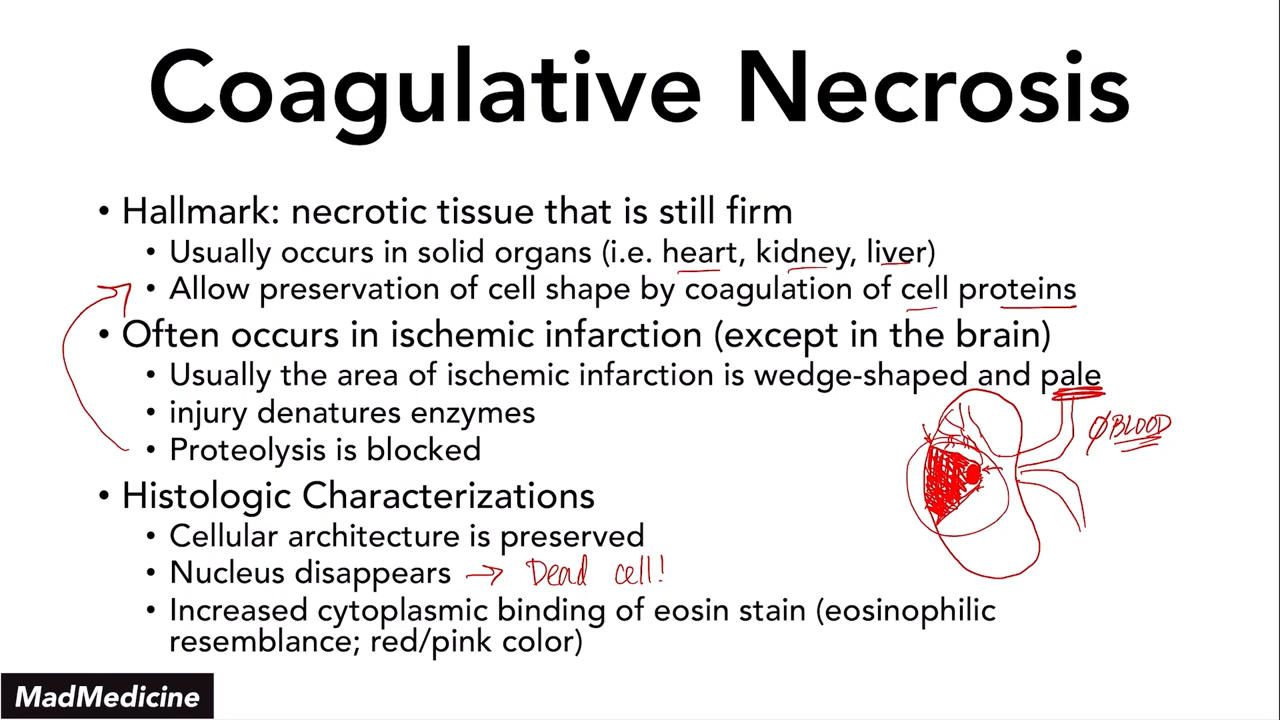 Coagulative Necrosis
• Hallmark: necrotic tissue that is still firm
• Usually occurs in solid organs (i.e. heart, kidney, liver)
• Allow preservation of cell shape by coagulation of cell proteins
• Often occurs in ischemic infarction (except in the brain)
• Usually the area of ischemic infarction is wedge-shaped and pale
• injury denatures enzymes
Ø BLOOD
• Proteolysis is blocked
• Histologic Characterizations
• Cellular architecture is preserved
• Nucleus disappears → Dead cell!
• Increased cytoplasmic binding of eosin stain (eosinophilic
resemblance; red/pink color)
MadMedicine